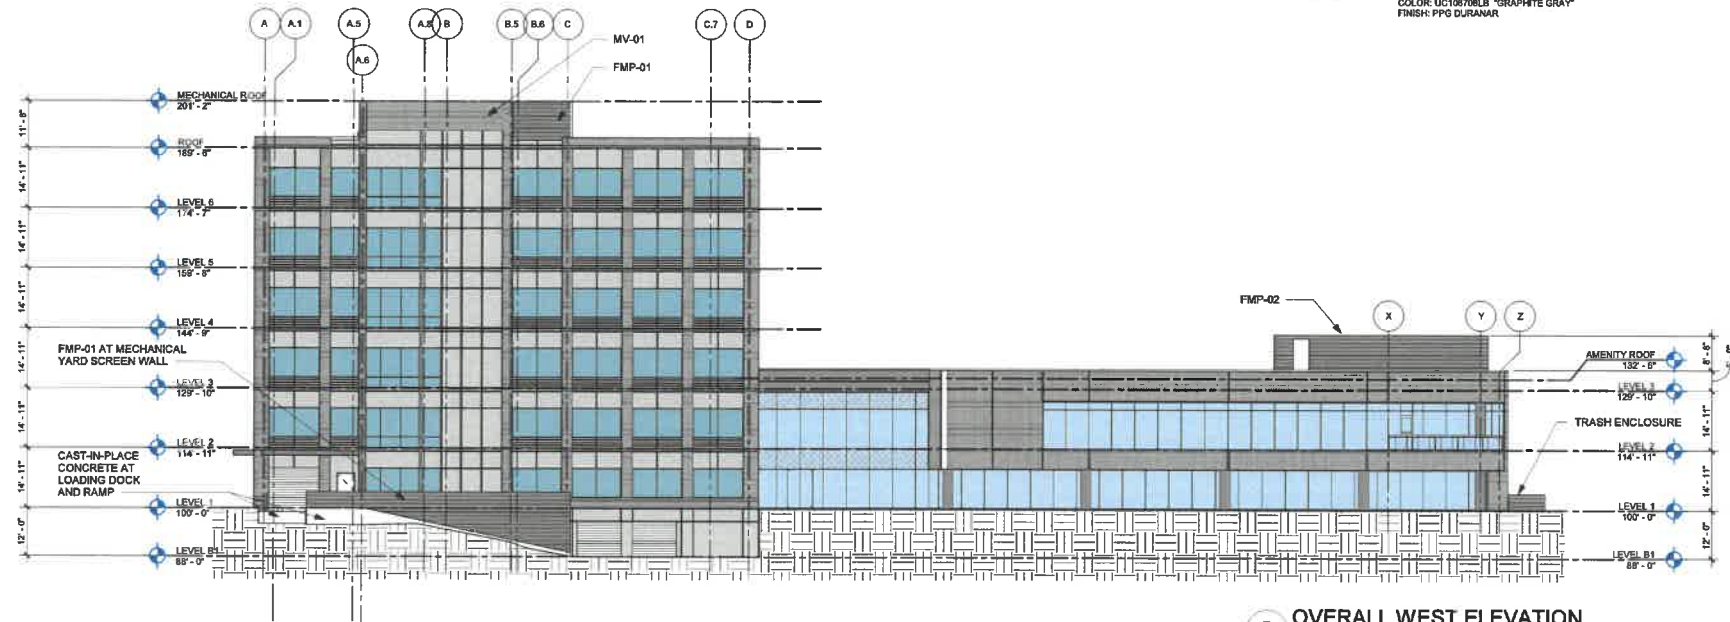 COLOR: UC106706LB "GRAPHITE GRAY"
FINISH: PPG DURANAR
A
A.1
A.5
A.6
A.8
B
B.5
B.6
C
C.7
D
MV-01
FMP-01
MECHANICAL ROOF
201' - 2"
ROOF
189' - 6"
LEVEL 6
174' - 7"
LEVEL 5
159' - 8"
LEVEL 4
144' - 9"
LEVEL 3
129' - 10"
LEVEL 2
114' - 11"
LEVEL 1
100' - 0"
LEVEL B1
88' - 0"
11' - 8"
14' - 11"
14' - 11"
14' - 11"
14' - 11"
14' - 11"
14' - 11"
12' - 0"
FMP-01 AT MECHANICAL
YARD SCREEN WALL
CAST-IN-PLACE
CONCRETE AT
LOADING DOCK
AND RAMP
FMP-02
X
Y
Z
AMENITY ROOF
132' - 6"
LEVEL 3
129' - 10"
TRASH ENCLOSURE
LEVEL 2
114' - 11"
LEVEL 1
100' - 0"
LEVEL B1
88' - 0"
8' - 8"
14' - 11"
14' - 11"
12' - 0"
OVERALL WEST ELEVATION